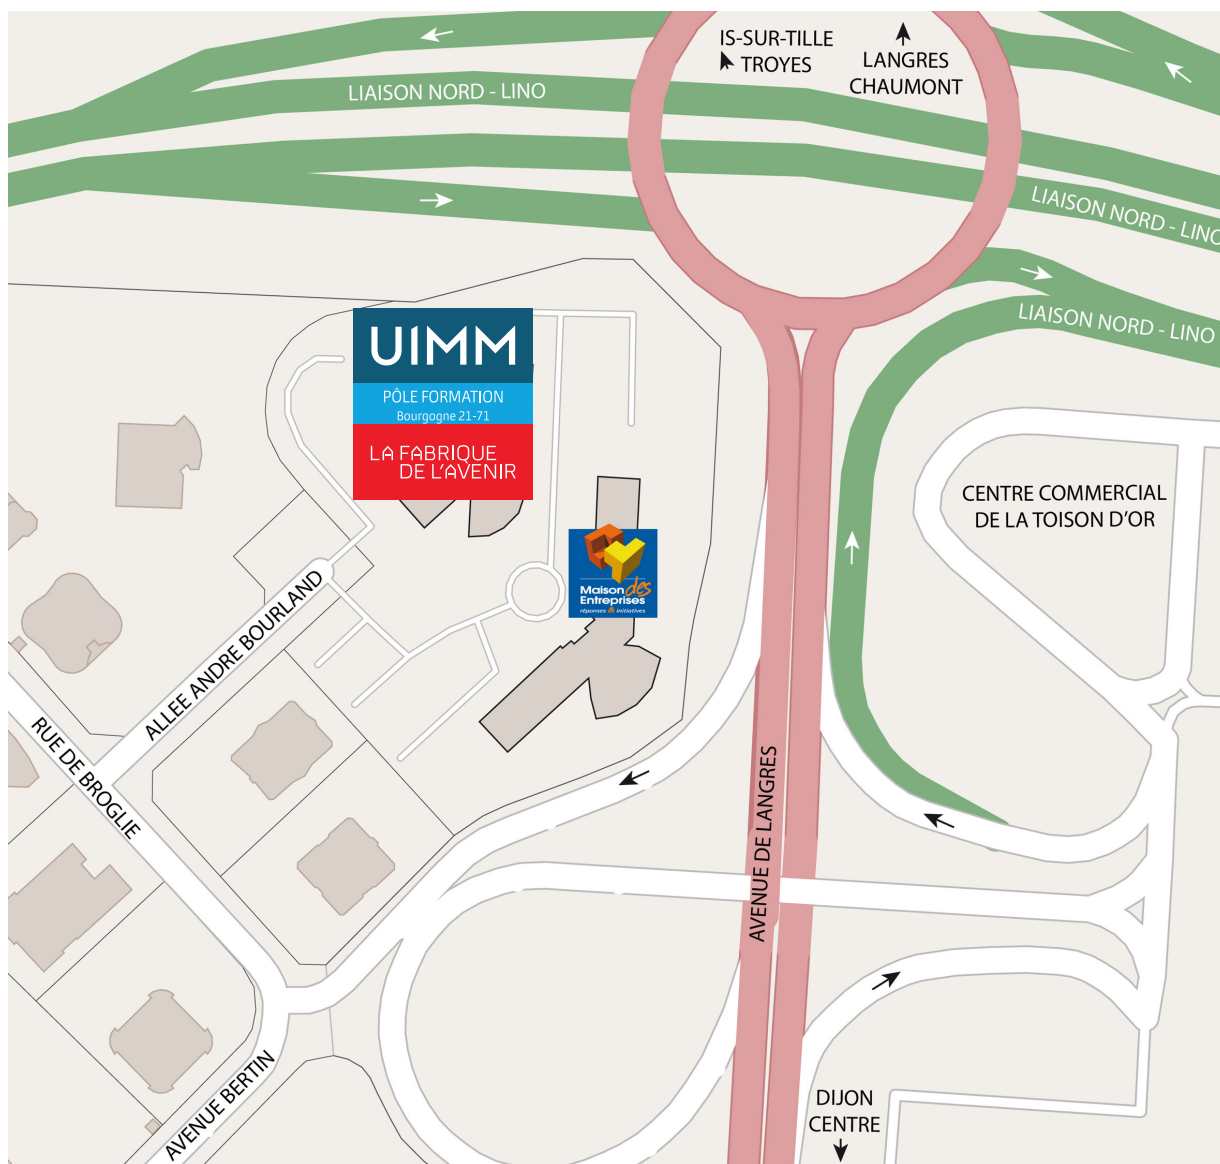 IS-SUR-TILLE
TROYES
LANGRES
CHAUMONT
LIAISON NORD - LINO
LIAISON NORD - LINO
LIAISON NORD - LINO
UIMM
PÔLE FORMATION
Bourgogne 21-71
LA FABRIQUE
DE L'AVENIR
CENTRE COMMERCIAL
DE LA TOISON D'OR
Maison des
Entreprises
réponses & initiatives
ALLEE ANDRE BOURLAND
RUE DE BROGLIE
AVENUE DE LANGRES
AVENUE BERTIN
DIJON
CENTRE